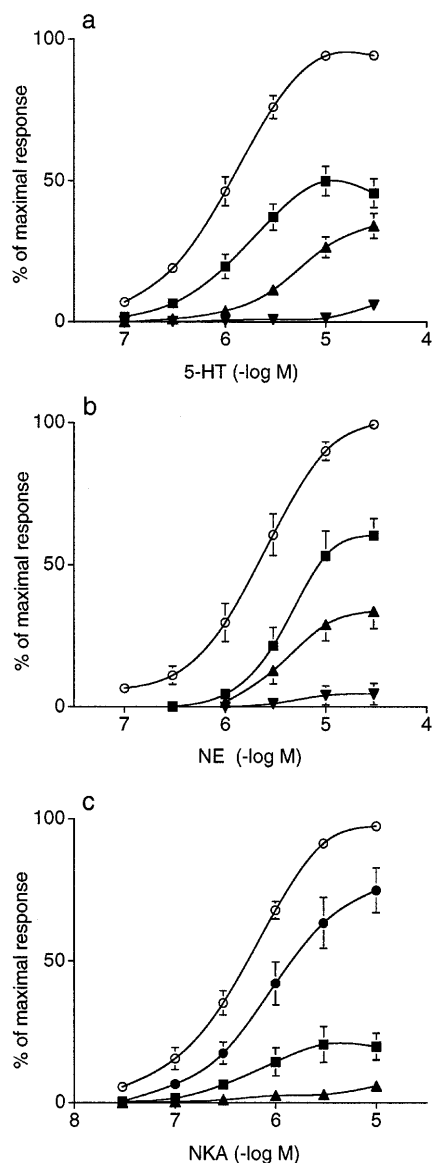 a
100
50
0
% of maximal response
7 6 5 4
5-HT (-log M)
b
100
50
0
% of maximal response
7 6 5 4
NE (-log M)
c
100
50
0
% of maximal response
8 7 6 5
NKA (-log M)